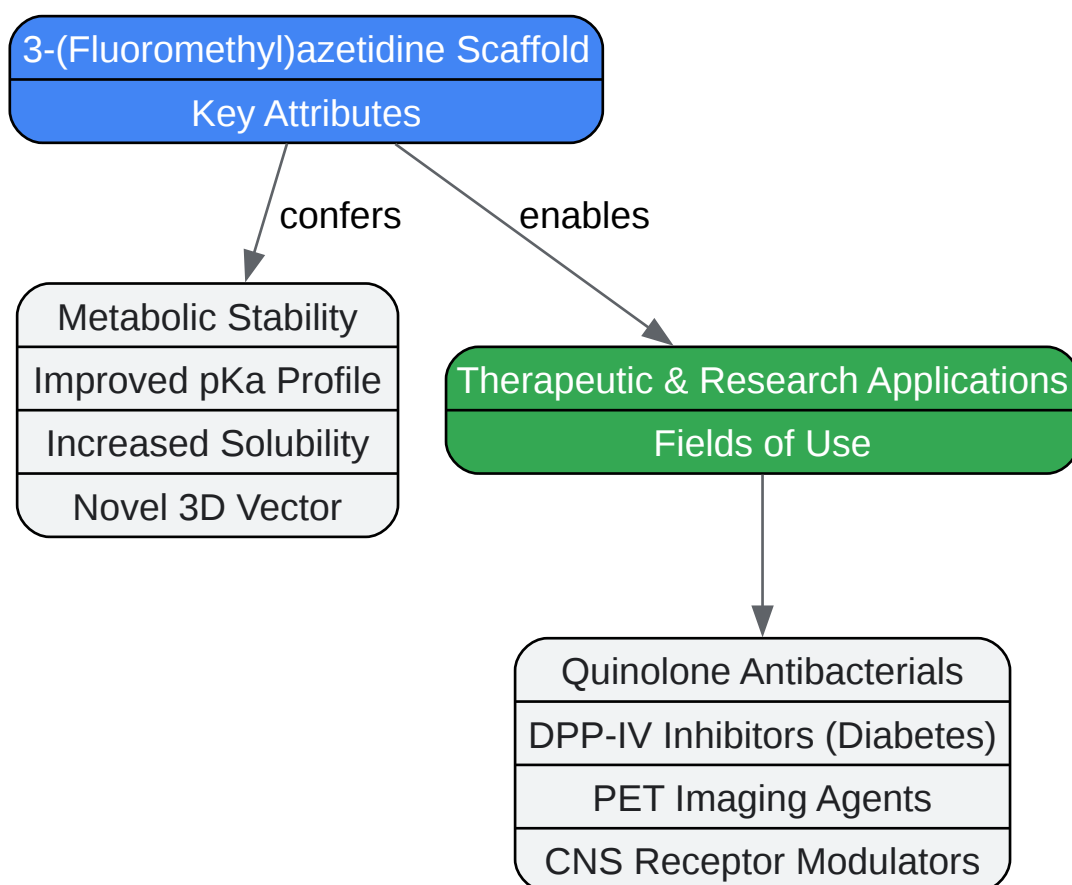 3-(Fluoromethyl)azetidine Scaffold
Key Attributes
confers
enables
Metabolic Stability
Improved pKa Profile
Increased Solubility
Novel 3D Vector
Therapeutic & Research Applications
Fields of Use
Quinolone Antibacterials
DPP-IV Inhibitors (Diabetes)
PET Imaging Agents
CNS Receptor Modulators